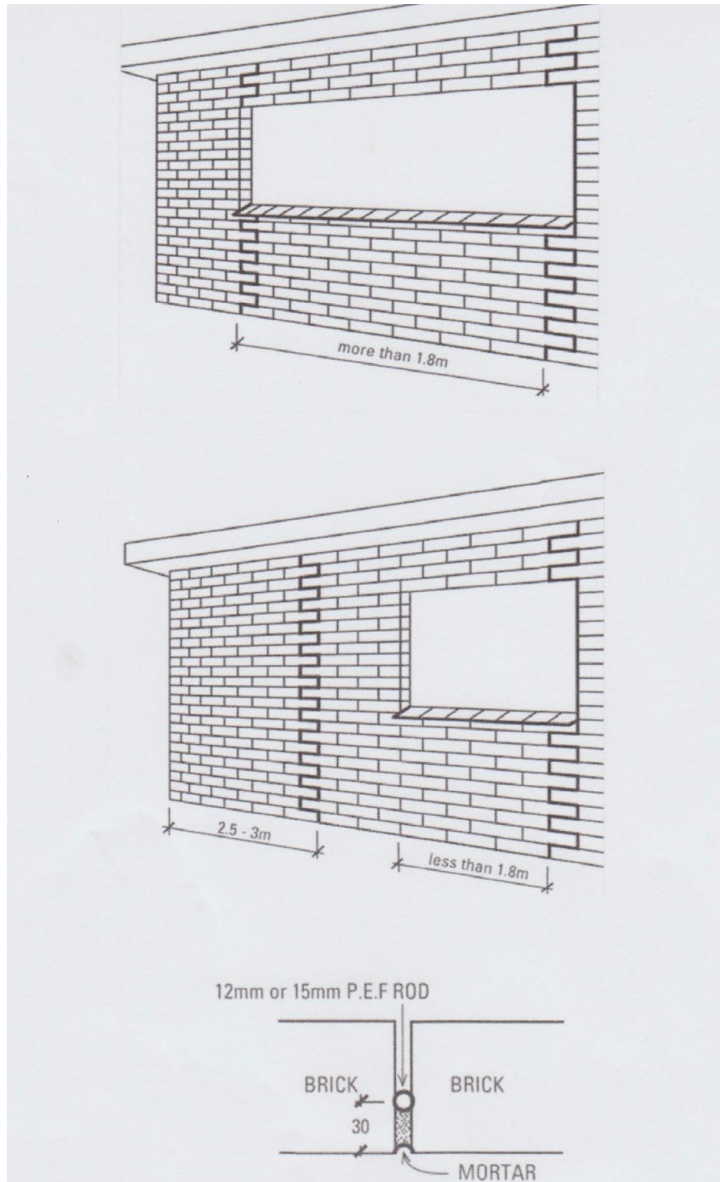 more than 1.8m
2.5 - 3m
less than 1.8m
12mm or 15mm P.E.F ROD
BRICK
BRICK
30
MORTAR